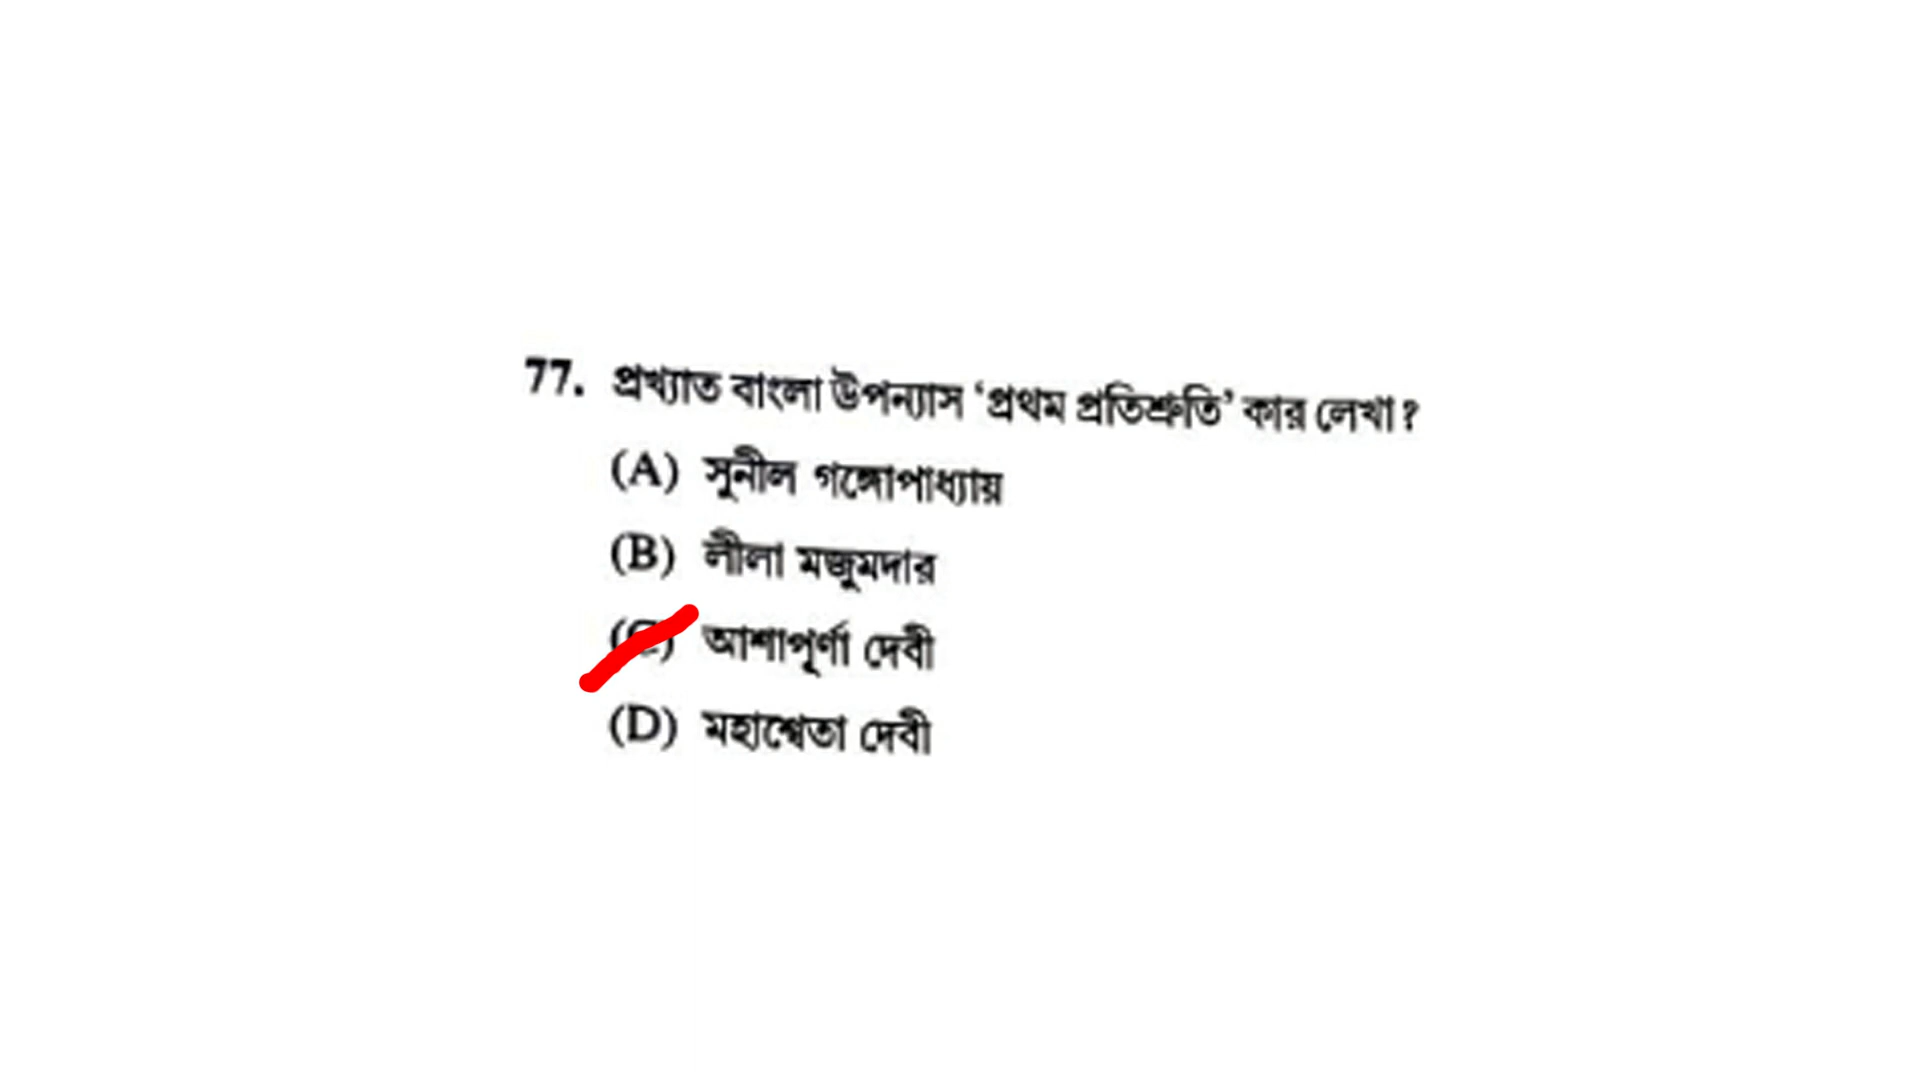 77. প্রখ্যাত বাংলা উপন্যাস ‘প্রথম প্রতিশ্রুতি’ কার লেখা ?
(A) সুনীল গঙ্গোপাধ্যায়
(B) লীলা মজুমদার
(C) আশাপূর্ণা দেবী
(D) মহাশ্বেতা দেবী